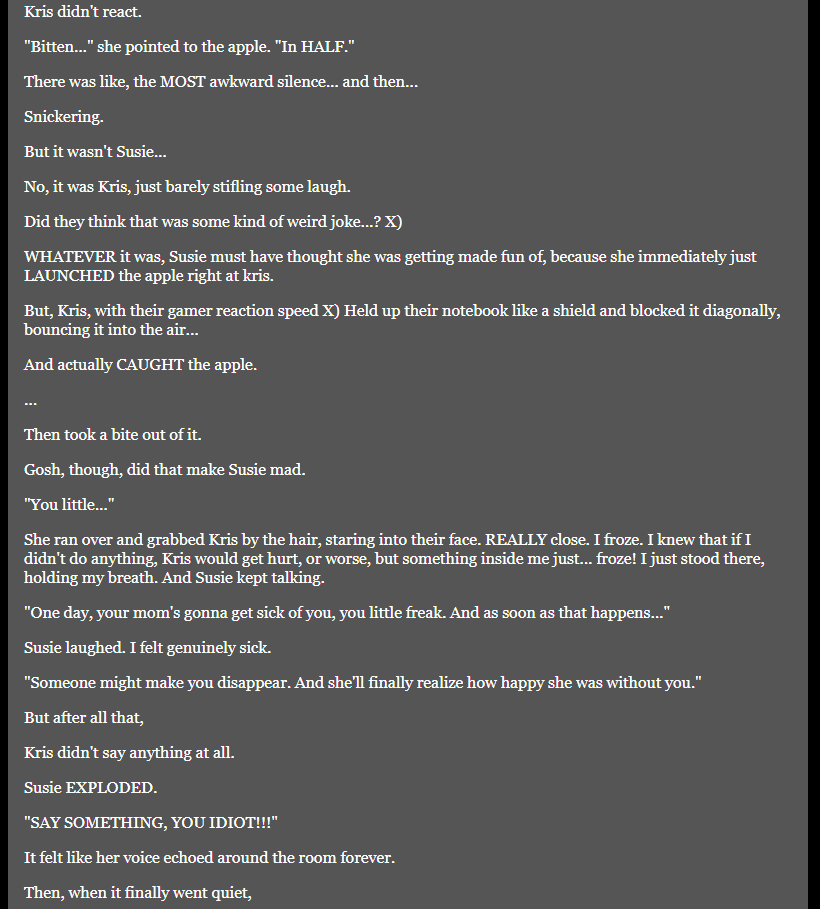 Kris didn't react.
"Bitten..." she pointed to the apple. "In HALF."
There was like, the MOST awkward silence... and then...
Snickering.
But it wasn't Susie...
No, it was Kris, just barely stifling some laugh.
Did they think that was some kind of weird joke...? X)
WHATEVER it was, Susie must have thought she was getting made fun of, because she immediately just
LAUNCHED the apple right at kris.
But, Kris, with their gamer reaction speed X) Held up their notebook like a shield and blocked it diagonally,
bouncing it into the air...
And actually CAUGHT the apple.
...
Then took a bite out of it.
Gosh, though, did that make Susie mad.
"You little..."
She ran over and grabbed Kris by the hair, staring into their face. REALLY close. I froze. I knew that if I
didn't do anything, Kris would get hurt, or worse, but something inside me just... froze! I just stood there,
holding my breath. And Susie kept talking.
"One day, your mom's gonna get sick of you, you little freak. And as soon as that happens..."
Susie laughed. I felt genuinely sick.
"Someone might make you disappear. And she'll finally realize how happy she was without you."
But after all that,
Kris didn't say anything at all.
Susie EXPLODED.
"SAY SOMETHING, YOU IDIOT!!!"
It felt like her voice echoed around the room forever.
Then, when it finally went quiet,